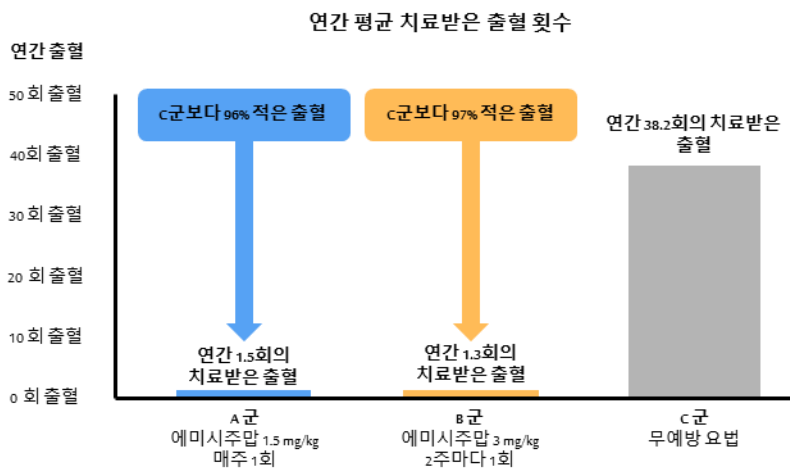 연간 평균 치료받은 출혈 횟수
연간 출혈
50 회 출혈
40회 출혈
30 회 출혈
20 회 출혈
10 회 출혈
0 회 출혈
C군보다 96% 적은 출혈
C군보다 97% 적은 출혈
연간 38.2회의 치료받은
출혈
연간 1.5회의
치료받은 출혈
연간 1.3회의
치료받은 출혈
A 군
에미시주맙 1.5 mg/kg
매주 1회
B 군
에미시주맙 3 mg/kg
2주마다 1회
C 군
무예방 요법